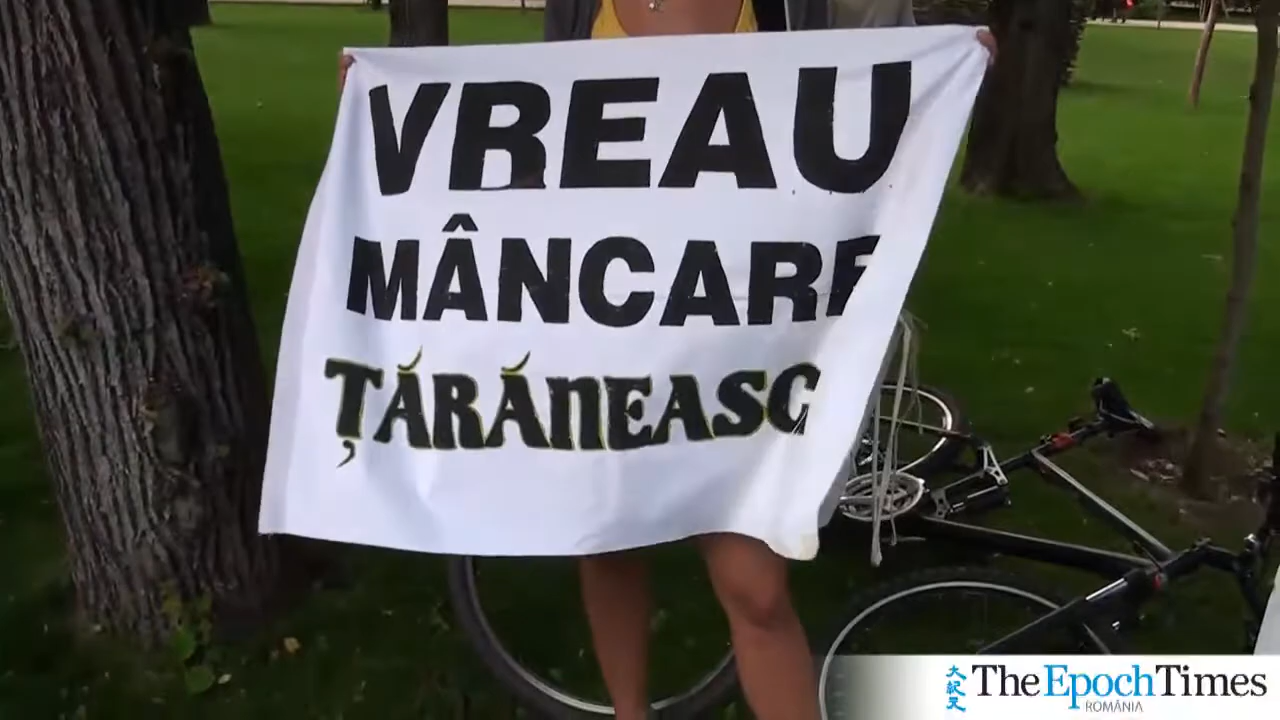 VREAU
MÂNCARE
ȚĂRĂNEASC
大紀元 The Epoch Times
ROMÂNIA